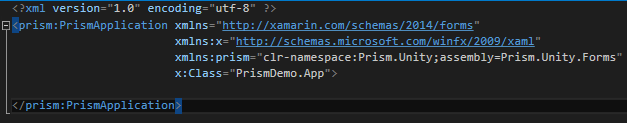 <?xml version="1.0" encoding="utf-8" ?>
<prism:PrismApplication xmlns="http://xamarin.com/schemas/2014/forms"
xmlns:x="http://schemas.microsoft.com/winfx/2009/xaml"
xmlns:prism="clr-namespace:Prism.Unity;assembly=Prism.Unity.Forms"
x:Class="PrismDemo.App">
</prism:PrismApplication>